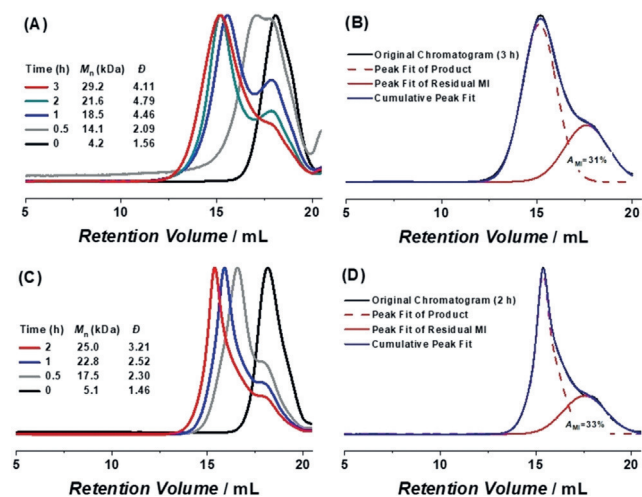 (A)
Time (h) Mn (kDa) Đ
3 29.2 4.11
2 21.6 4.79
1 18.5 4.46
0.5 14.1 2.09
0 4.2 1.56
5 10 15 20
Retention Volume / mL
(B)
Original Chromatogram (3 h)
Peak Fit of Product
Peak Fit of Residual MI
Cumulative Peak Fit
AMI=31%
5 10 15 20
Retention Volume / mL
(C)
Time (h) Mn (kDa) Đ
2 25.0 3.21
1 22.8 2.52
0.5 17.5 2.30
0 5.1 1.46
5 10 15 20
Retention Volume / mL
(D)
Original Chromatogram (2 h)
Peak Fit of Product
Peak Fit of Residual MI
Cumulative Peak Fit
AMI=33%
5 10 15 20
Retention Volume / mL